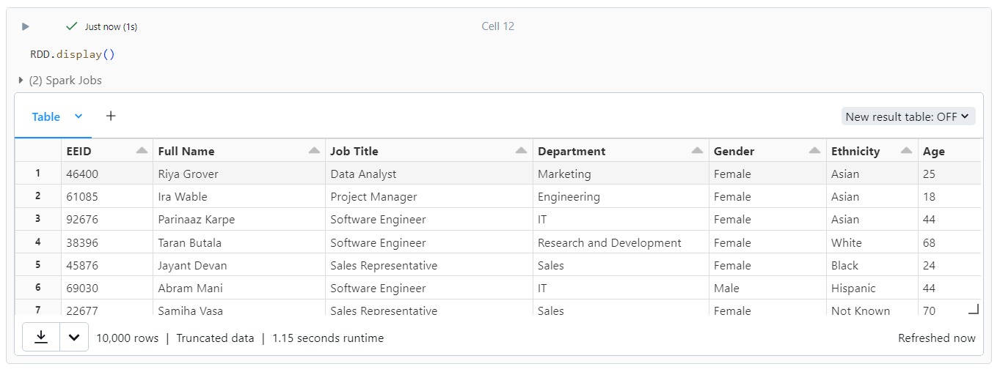 Just now (1s)
Cell 12
RDD.display()
(2) Spark Jobs
Table
New result table: OFF
EEID Full Name Job Title Department Gender Ethnicity Age
1 46400 Riya Grover Data Analyst Marketing Female Asian 25
2 61085 Ira Wable Project Manager Engineering Female Asian 18
3 92676 Parinaaz Karpe Software Engineer IT Female Asian 44
4 38396 Taran Butala Software Engineer Research and Development Female White 68
5 45876 Jayant Devan Sales Representative Sales Female Black 24
6 69030 Abram Mani Software Engineer IT Male Hispanic 44
7 22677 Samiha Vasa Sales Representative Sales Female Not Known 70
10,000 rows | Truncated data | 1.15 seconds runtime
Refreshed now